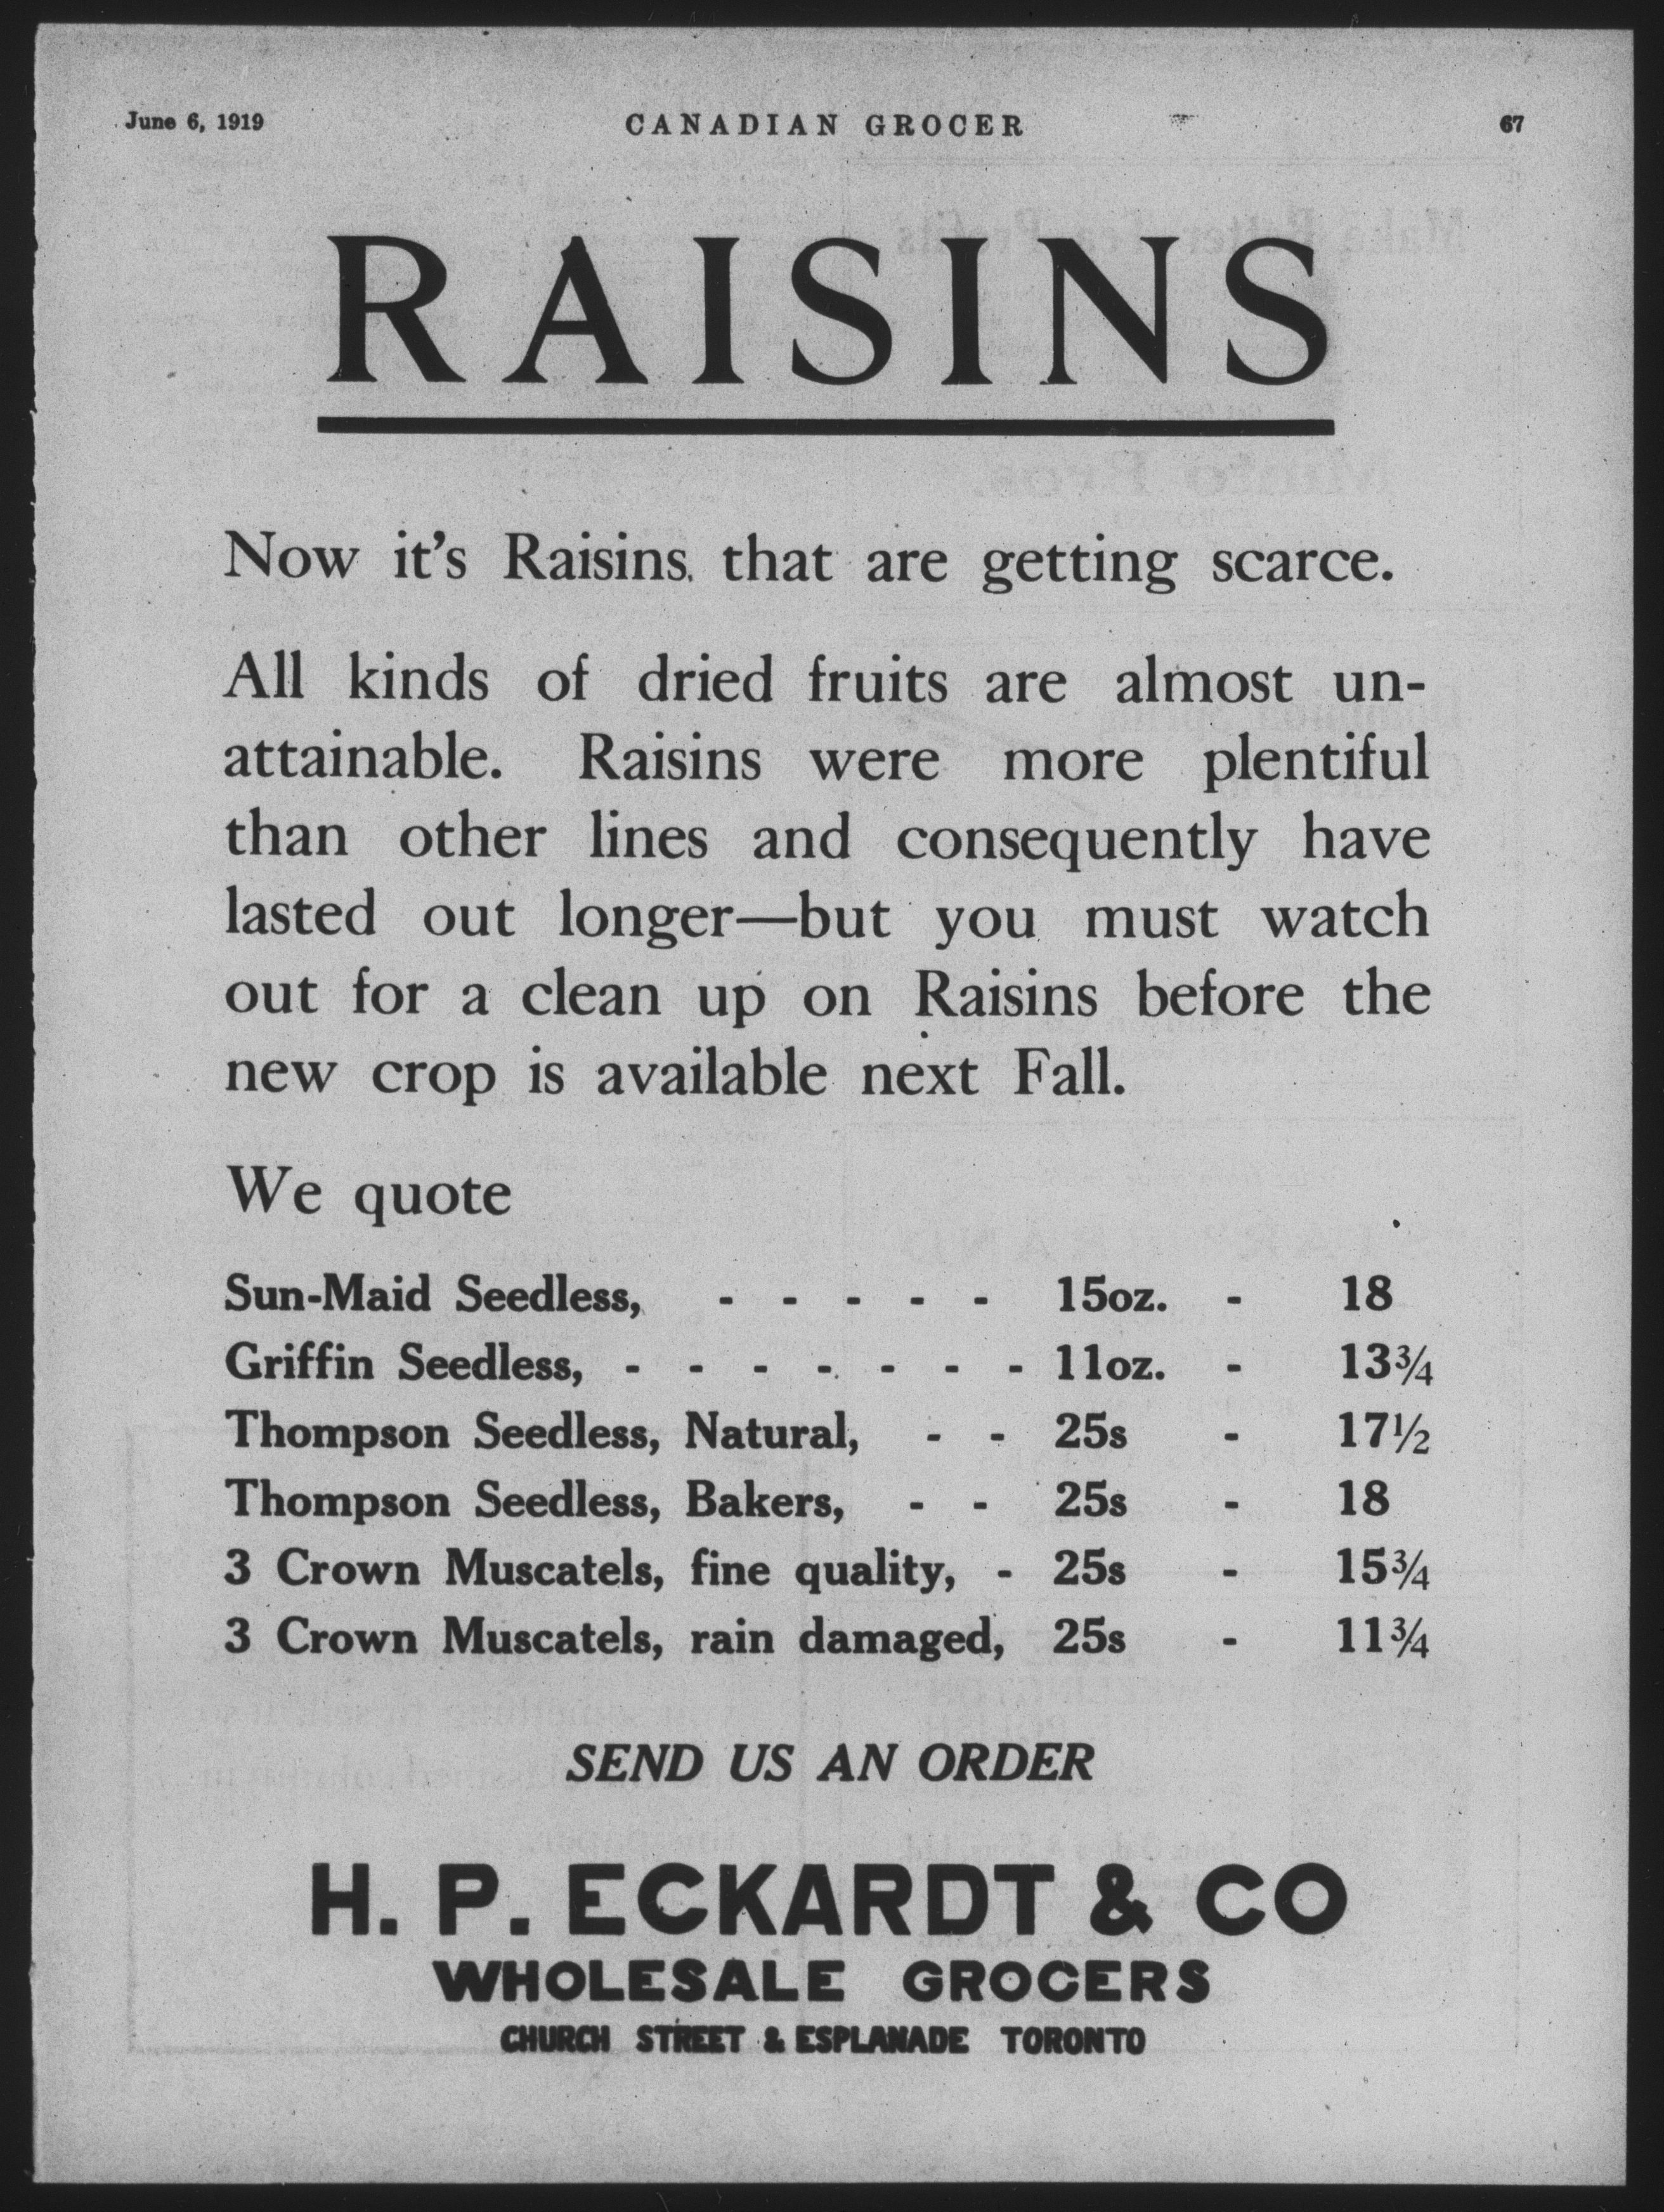 June 6, 1919 CANADIAN GROCER 67
RAISINS
Now it's Raisins that are getting scarce.
All kinds of dried fruits are almost un-
attainable. Raisins were more plentiful
than other lines and consequently have
lasted out longer—but you must watch
out for a clean up on Raisins before the
new crop is available next Fall.
We quote
Sun-Maid Seedless, - - - - - 15oz. - 18
Griffin Seedless, - - - - - - - 11oz. - 13¾
Thompson Seedless, Natural, - - 25s - 17½
Thompson Seedless, Bakers, - - 25s - 18
3 Crown Muscatels, fine quality, - 25s - 15¾
3 Crown Muscatels, rain damaged, 25s - 11¾
SEND US AN ORDER
H. P. ECKARDT & CO
WHOLESALE GROCERS
CHURCH STREET & ESPLANADE TORONTO